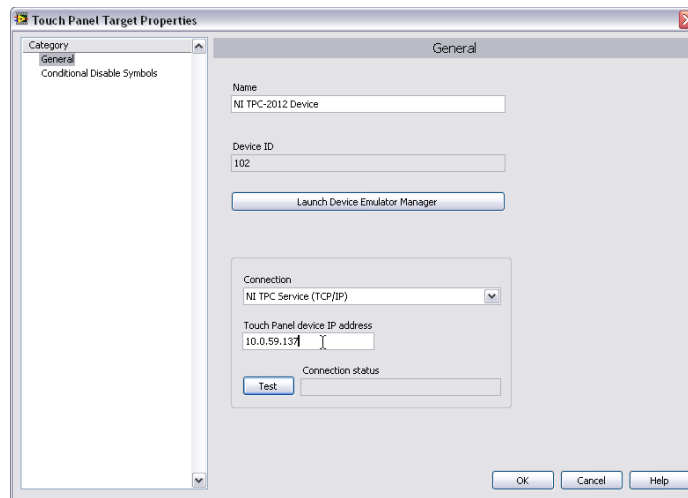 Touch Panel Target Properties
Category
General
Conditional Disable Symbols
General
Name
NI TPC-2012 Device
Device ID
102
Launch Device Emulator Manager
Connection
NI TPC Service (TCP/IP)
Touch Panel device IP address
10.0.59.137
Connection status
Test
OK Cancel Help